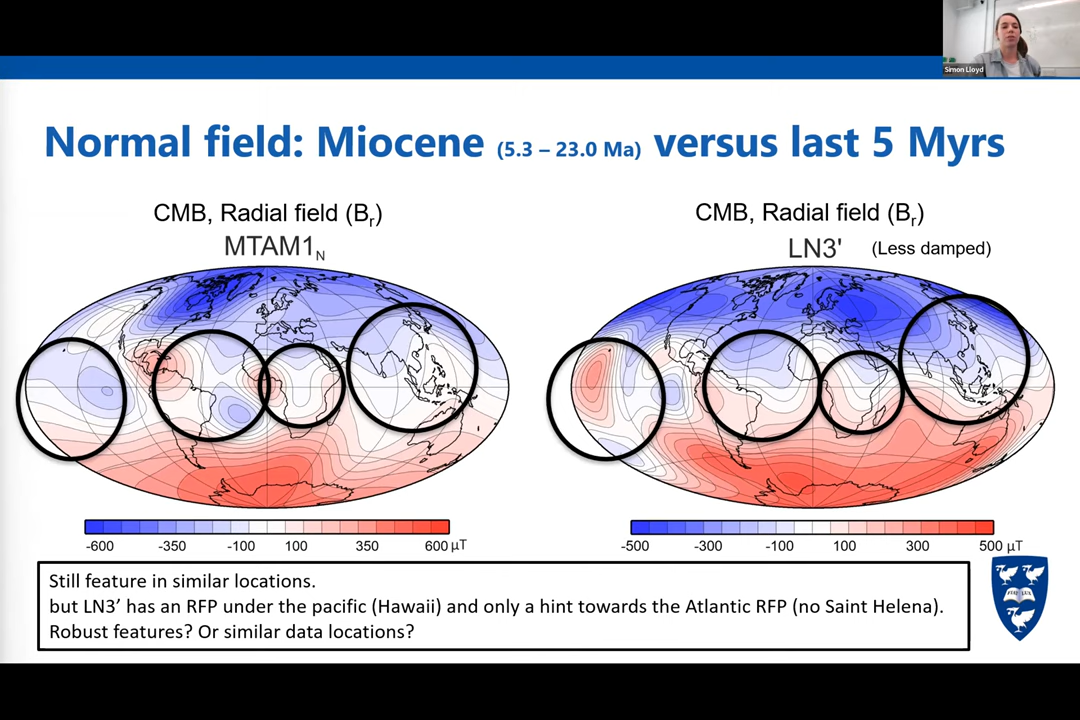 Simon Lloyd
Normal field: Miocene (5.3 – 23.0 Ma) versus last 5 Myrs
CMB, Radial field (Br)
MTAM1N
-600 -350 -100 100 350 600 µT
CMB, Radial field (Br)
LN3' (Less damped)
-500 -300 -100 100 300 500 µT
Still feature in similar locations.
but LN3’ has an RFP under the pacific (Hawaii) and only a hint towards the Atlantic RFP (no Saint Helena).
Robust features? Or similar data locations?